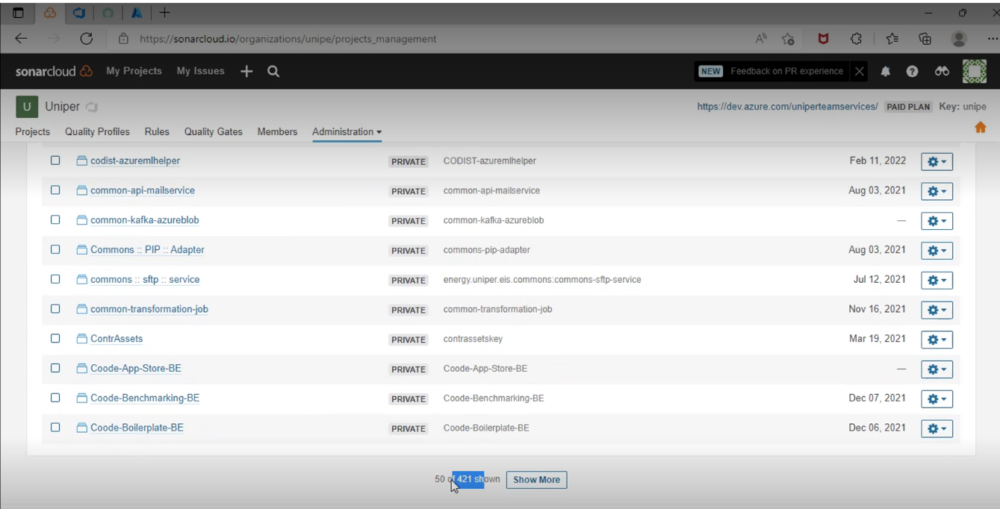 https://sonarcloud.io/organizations/unipe/projects_management
sonarcloud My Projects My Issues NEW Feedback on PR experience
U Uniper https://dev.azure.com/uniperteamservices/ PAID PLAN Key: unipe
Projects Quality Profiles Rules Quality Gates Members Administration
codist-azuremlhelper PRIVATE CODIST-azuremlhelper Feb 11, 2022
common-api-mailservice PRIVATE common-api-mailservice Aug 03, 2021
common-kafka-azureblob PRIVATE common-kafka-azureblob —
Commons :: PIP :: Adapter PRIVATE commons-pip-adapter Aug 03, 2021
commons :: sftp :: service PRIVATE energy.uniper.eis.commons:commons-sftp-service Jul 12, 2021
common-transformation-job PRIVATE common-transformation-job Nov 16, 2021
ContrAssets PRIVATE contrassetskey Mar 19, 2021
Coode-App-Store-BE PRIVATE Coode-App-Store-BE —
Coode-Benchmarking-BE PRIVATE Coode-Benchmarking-BE Dec 07, 2021
Coode-Boilerplate-BE PRIVATE Coode-Boilerplate-BE Dec 06, 2021
50 of 421 shown Show More